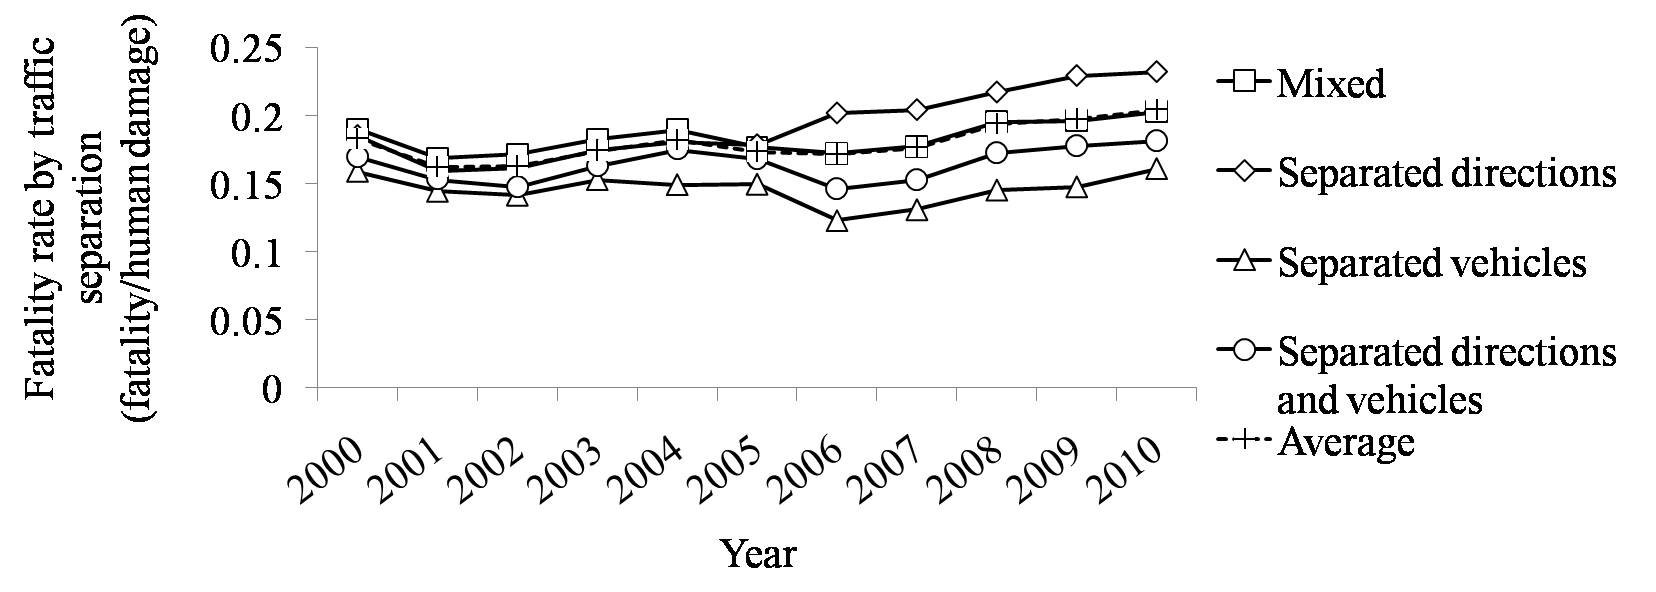 Fatality rate by traffic
separation
(fatality/human damage)
0.25
0.2
0.15
0.1
0.05
0
2000
2001
2002
2003
2004
2005
2006
2007
2008
2009
2010
Year
Mixed
Separated directions
Separated vehicles
Separated directions
and vehicles
Average